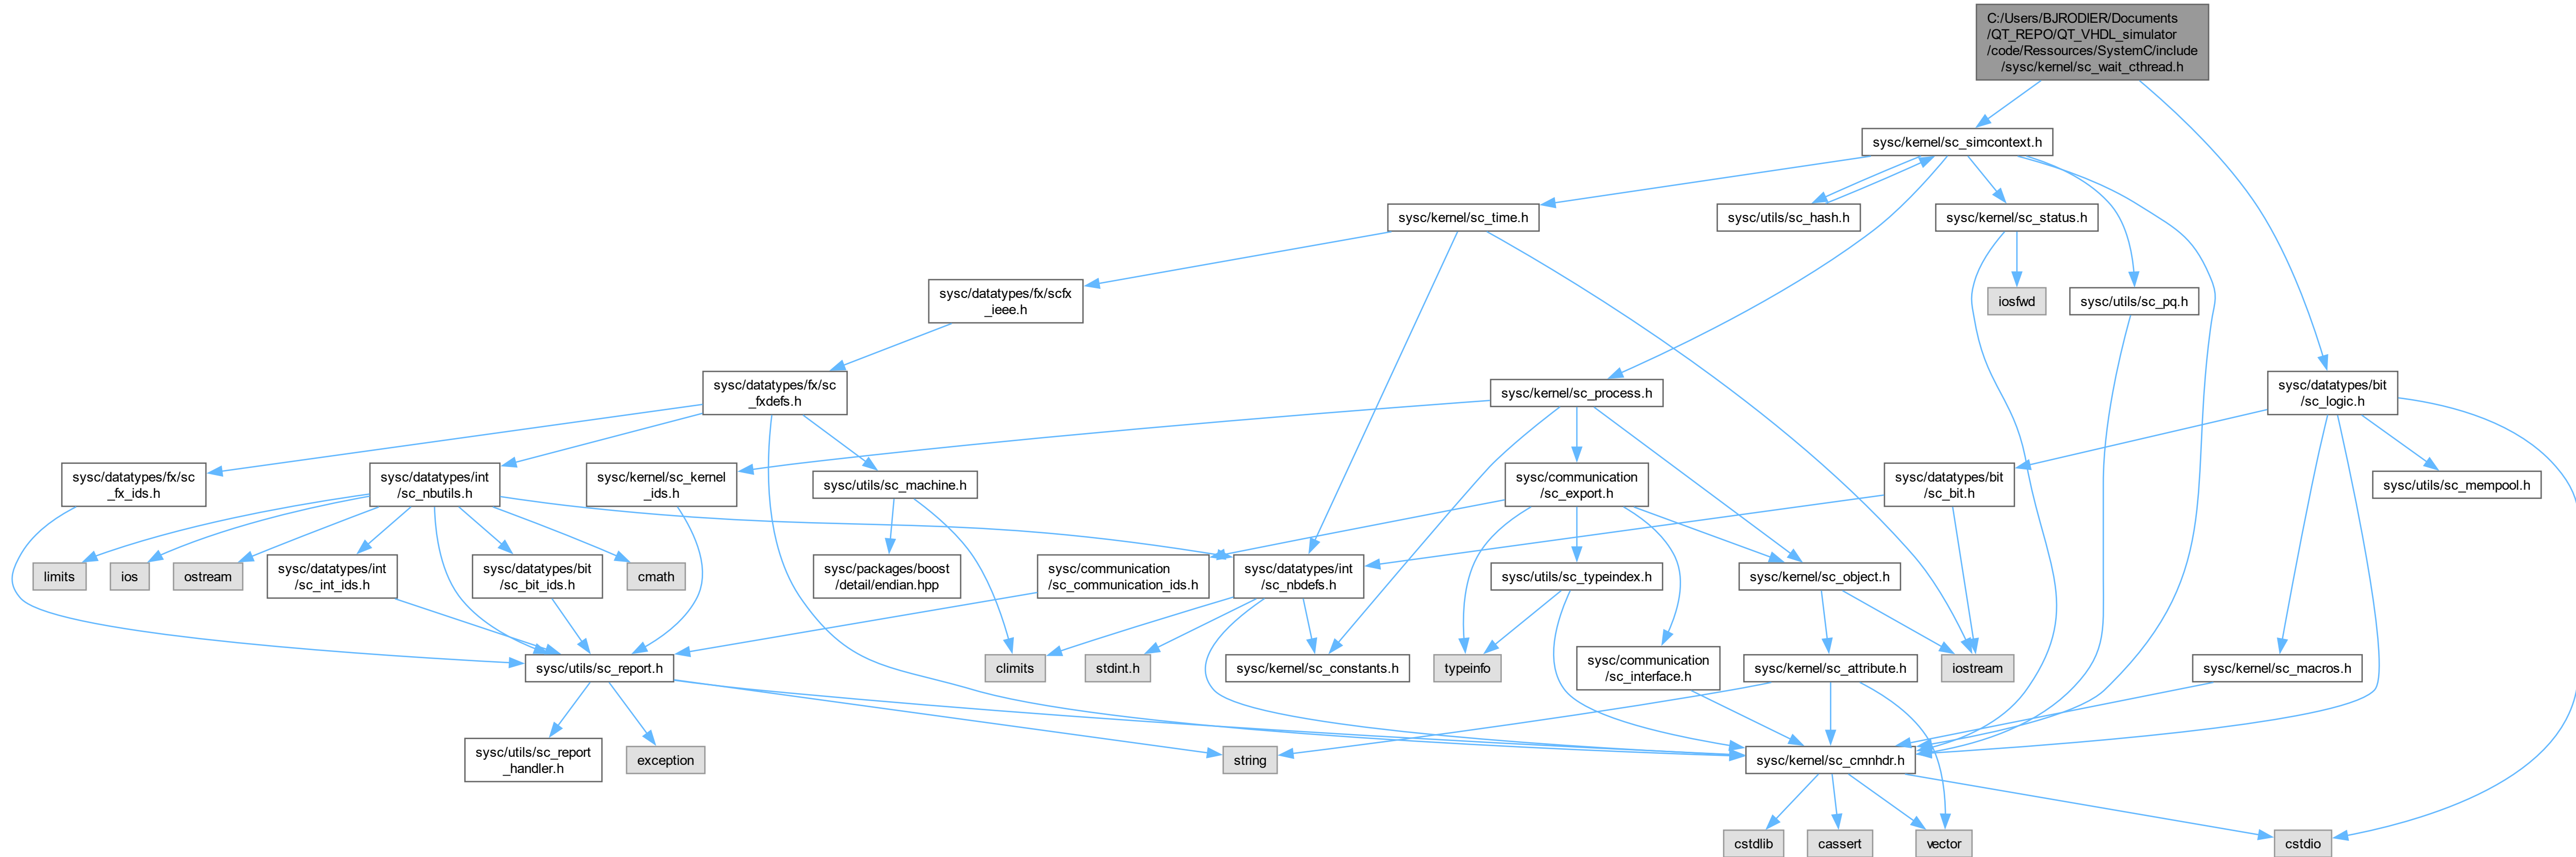 C:/Users/BJRODIER/Documents
/QT_REPO/QT_VHDL_simulator
/code/Ressources/SystemC/include
/sysc/kernel/sc_wait_cthread.h
sysc/kernel/sc_simcontext.h
sysc/kernel/sc_time.h
sysc/utils/sc_hash.h
sysc/kernel/sc_status.h
sysc/datatypes/fx/scfx
_ieee.h
iosfwd
sysc/utils/sc_pq.h
sysc/datatypes/fx/sc
_fxdefs.h
sysc/kernel/sc_process.h
sysc/datatypes/bit
/sc_logic.h
sysc/datatypes/fx/sc
_fx_ids.h
sysc/datatypes/int
/sc_nbutils.h
sysc/kernel/sc_kernel
_ids.h
sysc/utils/sc_machine.h
sysc/communication
/sc_export.h
sysc/datatypes/bit
/sc_bit.h
sysc/utils/sc_mempool.h
limits
ios
ostream
sysc/datatypes/int
/sc_int_ids.h
sysc/datatypes/bit
/sc_bit_ids.h
cmath
sysc/packages/boost
/detail/endian.hpp
sysc/communication
/sc_communication_ids.h
sysc/datatypes/int
/sc_nbdefs.h
sysc/utils/sc_typeindex.h
sysc/kernel/sc_object.h
sysc/utils/sc_report.h
climits
stdint.h
sysc/kernel/sc_constants.h
typeinfo
sysc/communication
/sc_interface.h
sysc/kernel/sc_attribute.h
iostream
sysc/kernel/sc_macros.h
sysc/utils/sc_report
_handler.h
exception
string
sysc/kernel/sc_cmnhdr.h
cstdlib
cassert
vector
cstdio